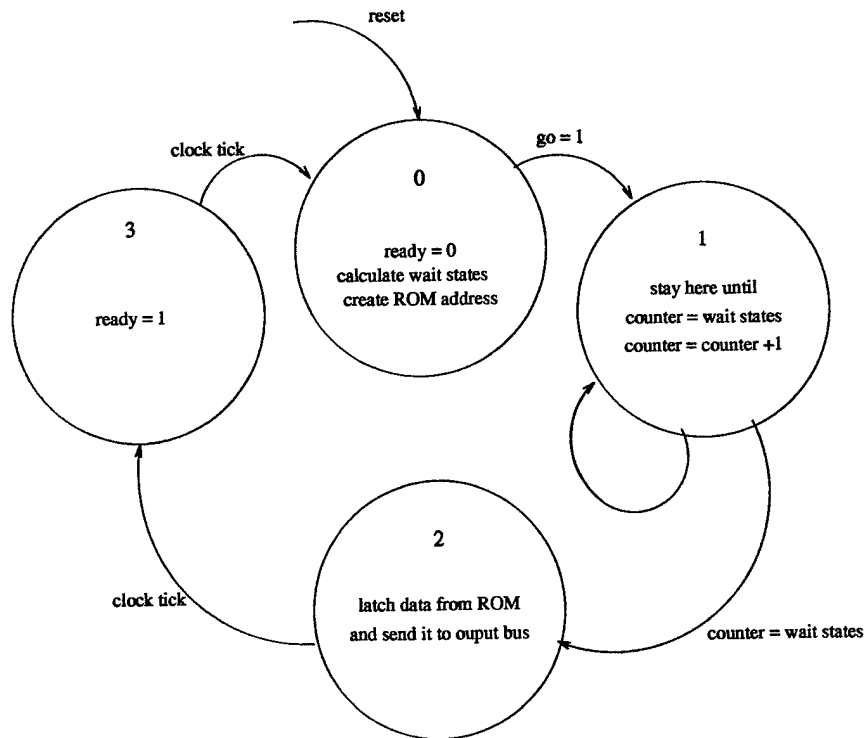 reset
clock tick
go = 1
0
ready = 0
calculate wait states
create ROM address
3
ready = 1
1
stay here until
counter = wait states
counter = counter +1
2
latch data from ROM
and send it to ouput bus
clock tick
counter = wait states